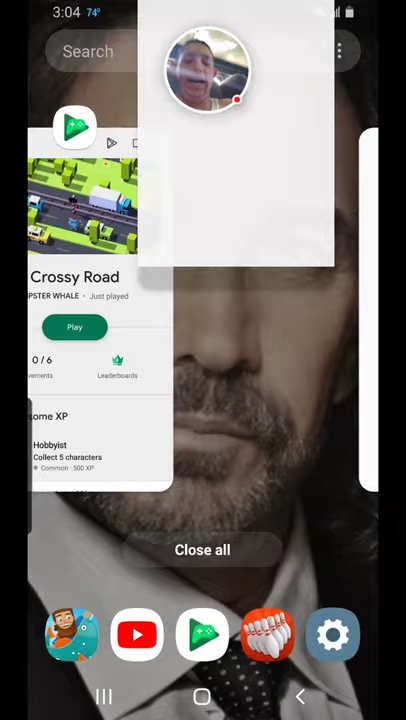 3:04 74°
Search
Crossy Road
PSTER WHALE • Just played
Play
0 / 6
vements
Leaderboards
some XP
Hobbyist
Collect 5 characters
Common · 500 XP
Close all